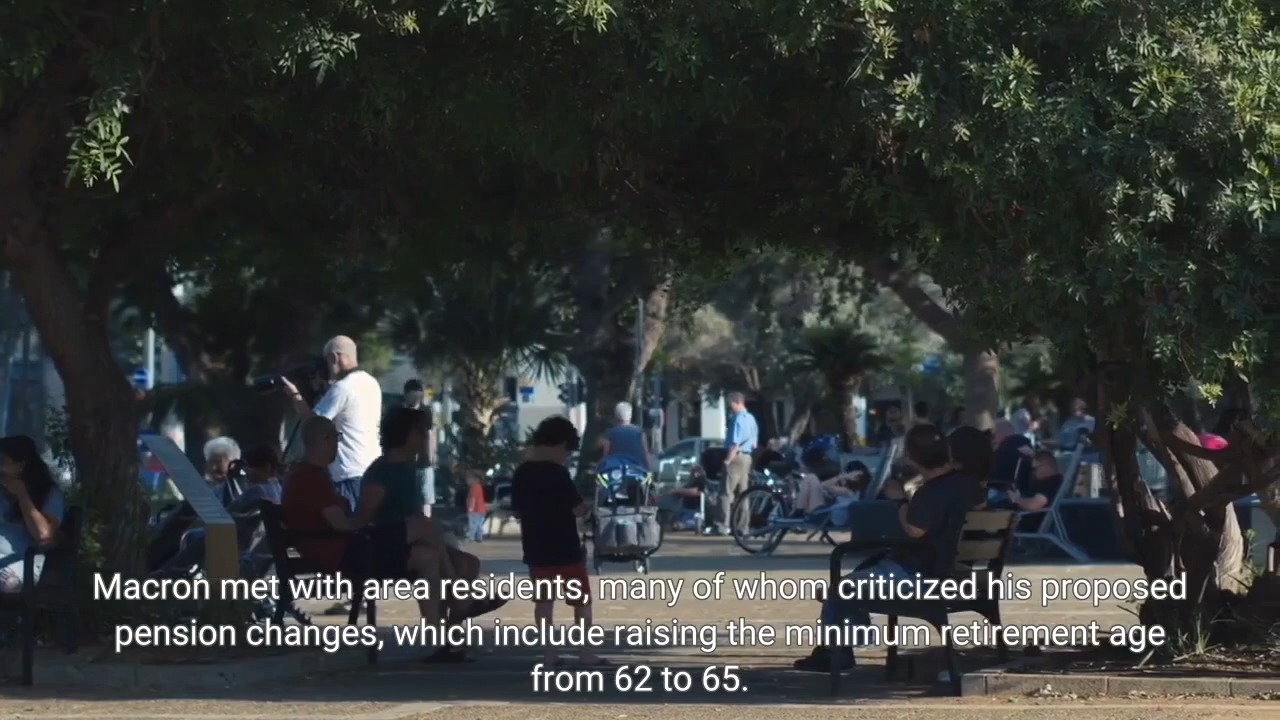 Macron met with area residents, many of whom criticized his proposed
pension changes, which include raising the minimum retirement age
from 62 to 65.